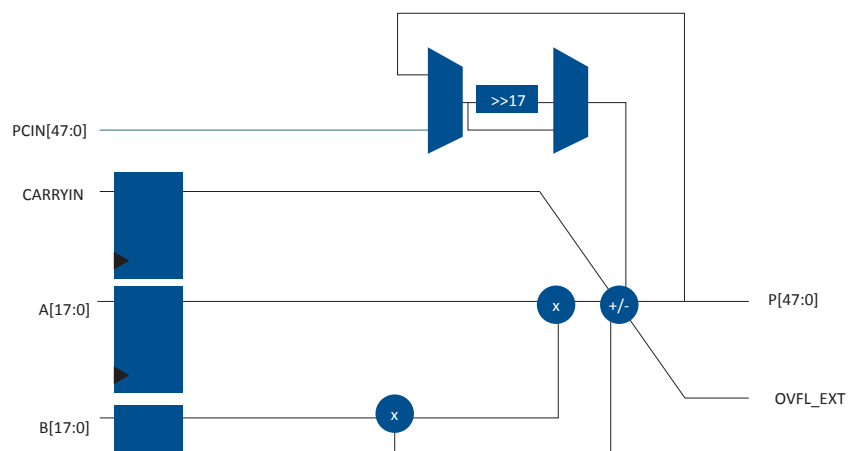 >>17
PCIN[47:0]
CARRYIN
A[17:0]
x
+/-
P[47:0]
OVFL_EXT
x
B[17:0]